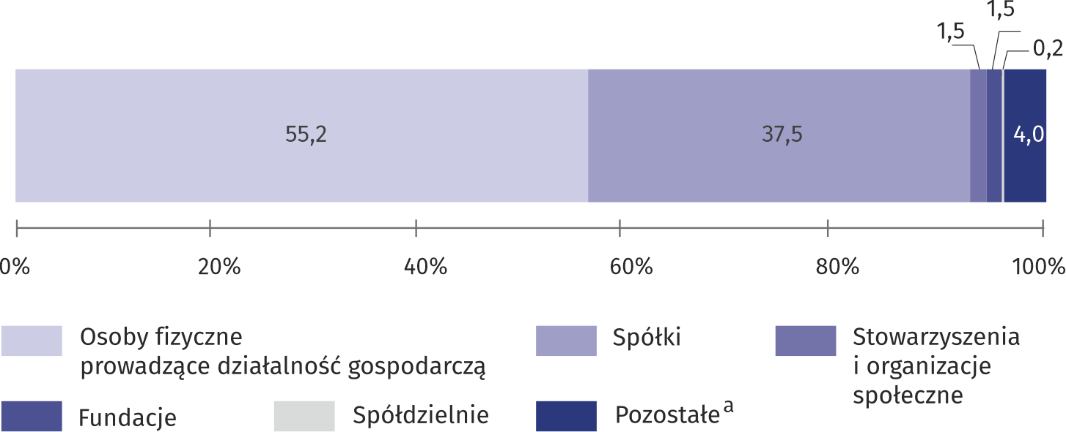 1,5
1,5
0,2
55,2
37,5
4,0
0%
20%
40%
60%
80%
100%
Osoby fizyczne
prowadzące działalność gospodarczą
Spółki
Stowarzyszenia
i organizacje
społeczne
Fundacje
Spółdzielnie
Pozostałe a